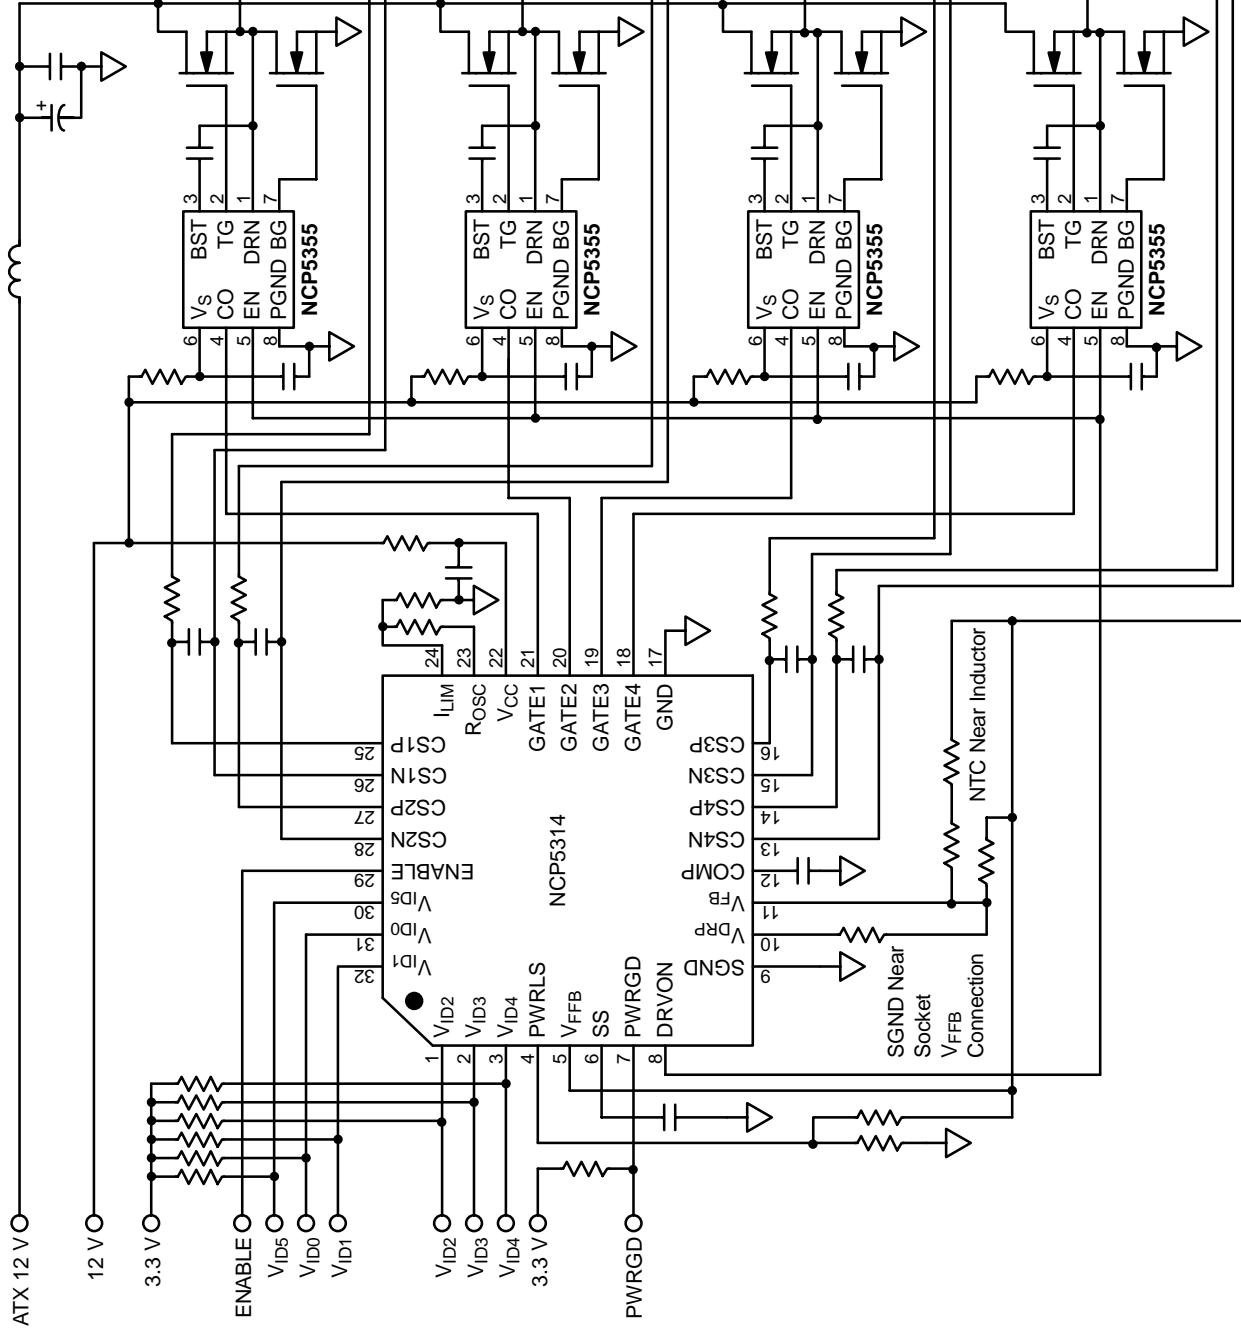 3
2
1
7
BST
TG
DRN
PGND BG
VS
CO
EN
NCP5355
6
4
5
8
3
2
1
7
BST
TG
DRN
PGND BG
VS
CO
EN
NCP5355
6
4
5
8
3
2
1
7
BST
TG
DRN
PGND BG
VS
CO
EN
NCP5355
6
4
5
8
3
2
1
7
BST
TG
DRN
PGND BG
VS
CO
EN
NCP5355
6
4
5
8
+
24
23
22
21
20
19
18
17
ILIM
ROSC
VCC
GATE1
GATE2
GATE3
GATE4
GND
25
CS1P
26
CS1N
27
CS2P
28
CS2N
29
ENABLE
30
VID5
31
VID0
32
VID1
NCP5314
CS3P
16
CS3N
15
CS4P
14
CS4N
13
COMP
12
VFB
11
VDRP
10
SGND
9
VID2
VID3
VID4
PWRLS
VFFB
SS
PWRGD
DRVON
1
2
3
4
5
6
7
8
NTC Near Inductor
SGND Near
Socket
VFFB
Connection
ATX 12 V
12 V
3.3 V
ENABLE
VID5
VID0
VID1
VID2
VID3
VID4
3.3 V
PWRGD